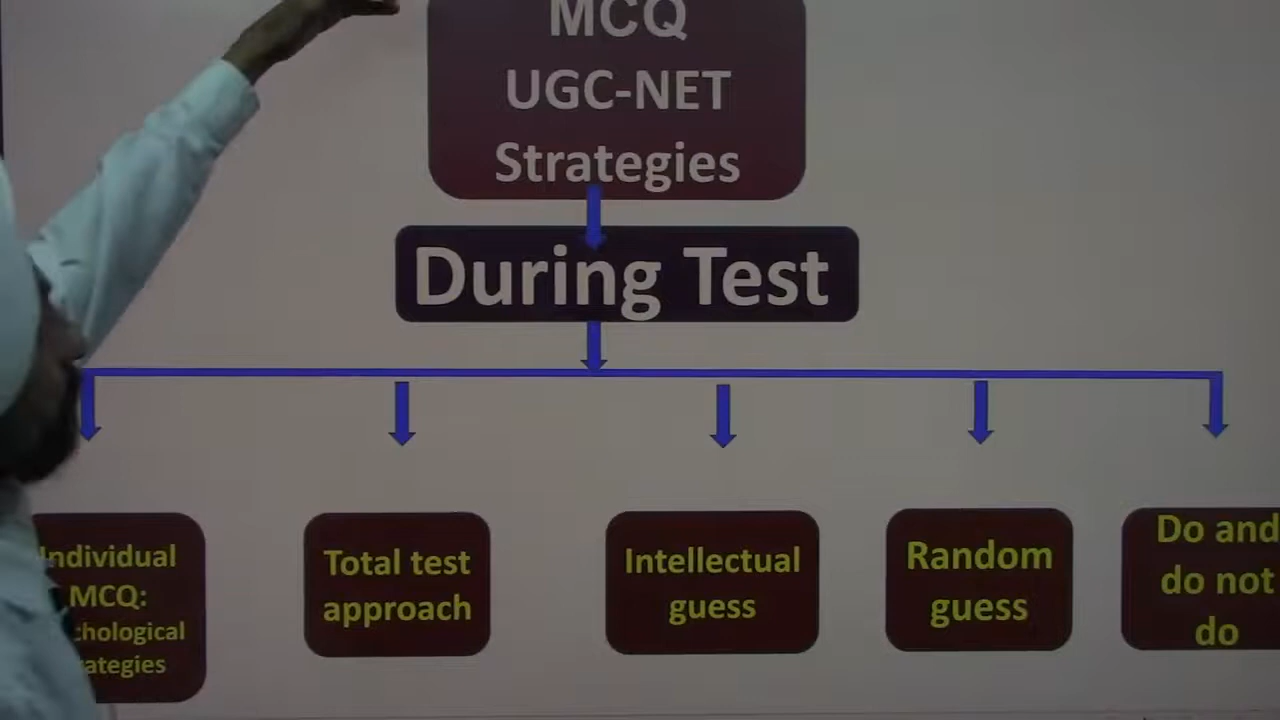 MCQ
UGC-NET
Strategies
During Test
Individual
MCQ:
Total test
approach
Intellectual
guess
Random
guess
Do and
do not
do